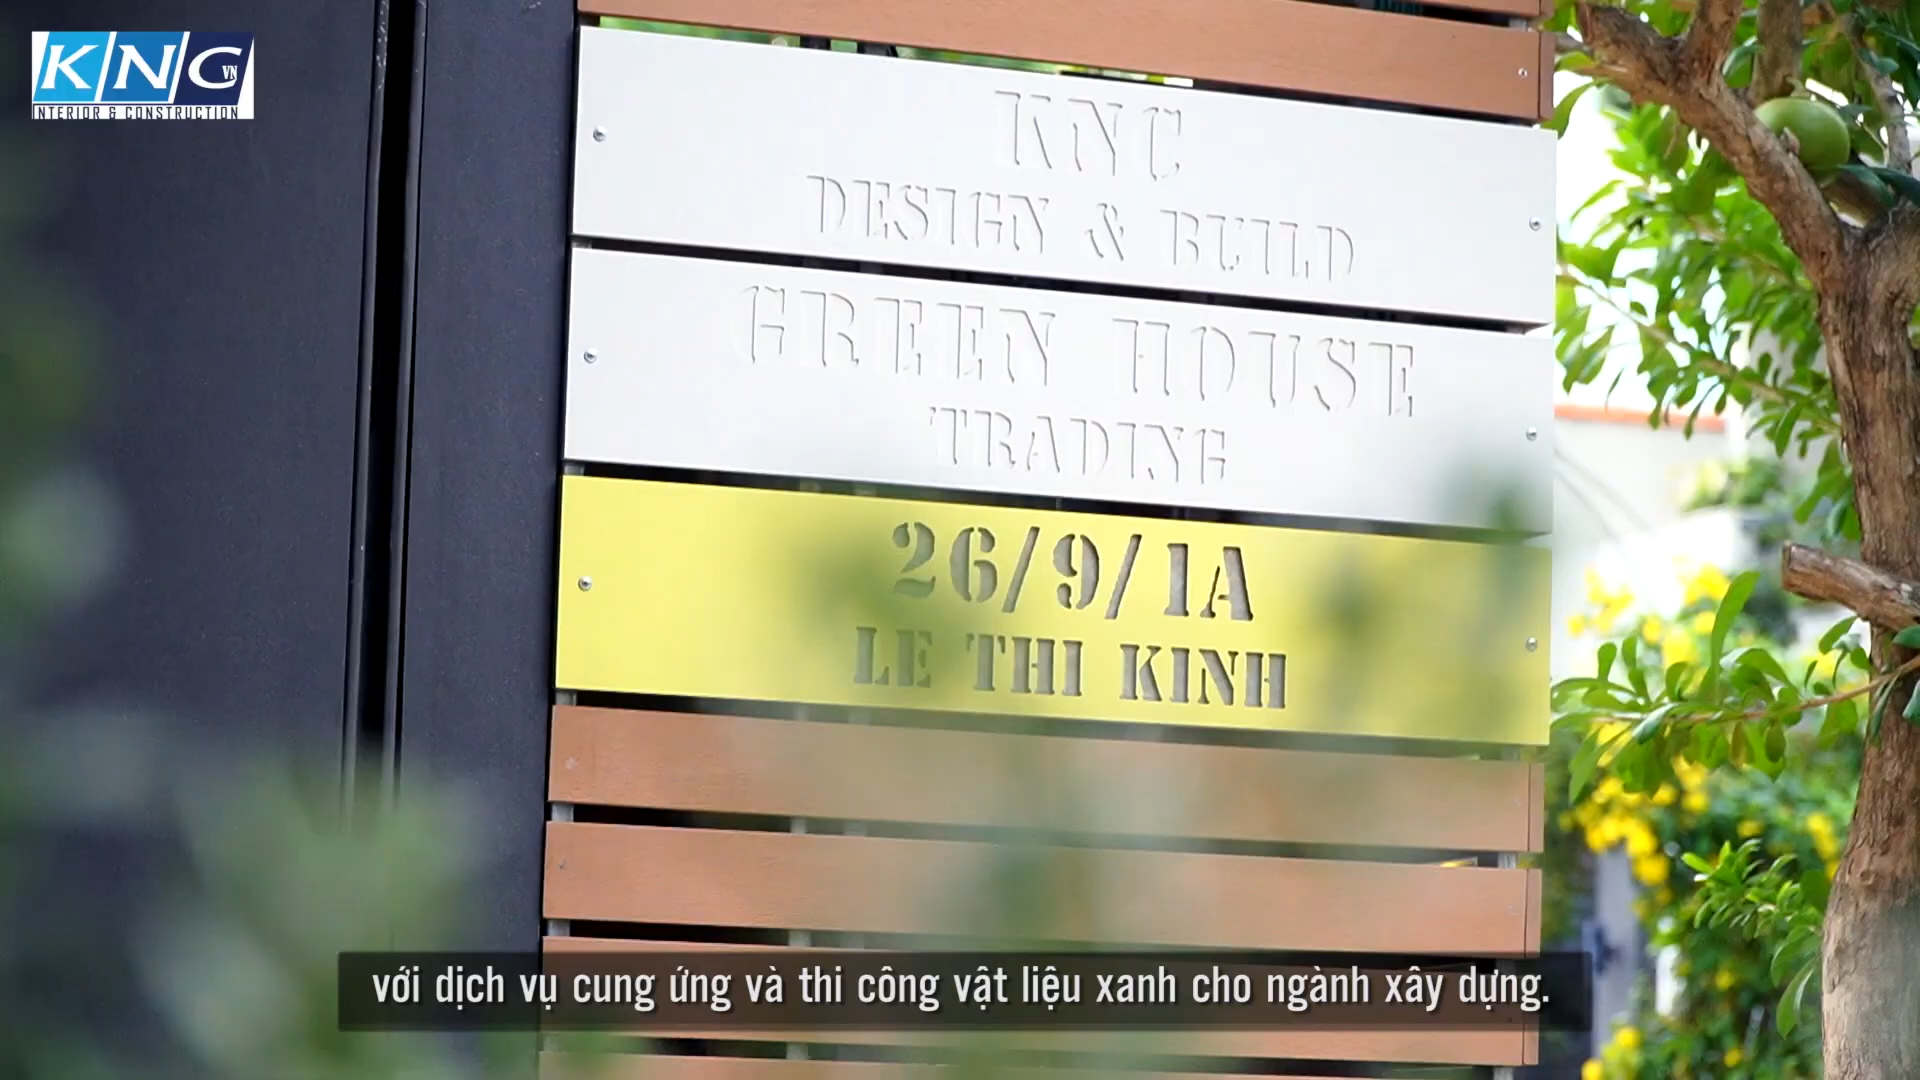 KNG VN
INTERIOR & CONSTRUCTION
KNC
DESIGN & BUILD
GREEN HOUSE
TRADING
26/9/1A
LE THI KINH
với dịch vụ cung ứng và thi công vật liệu xanh cho ngành xây dựng.